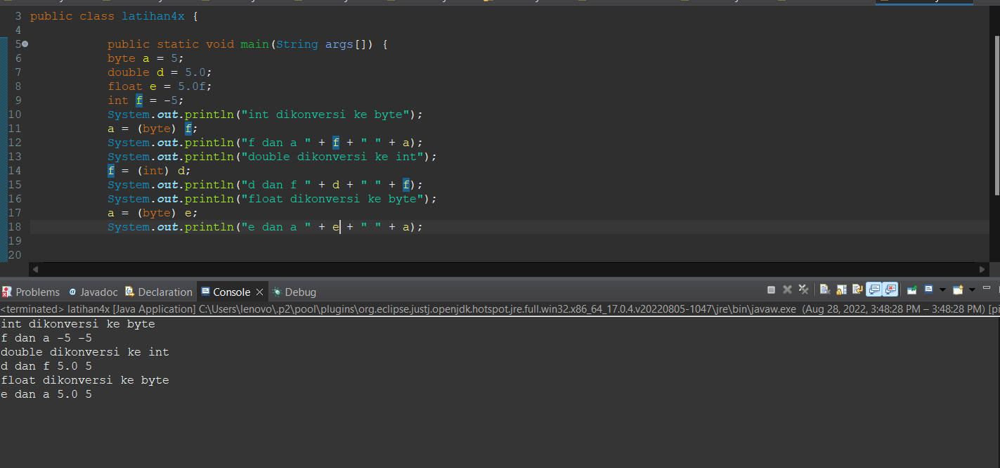 3 public class latihan4x {
4
5 public static void main(String args[]) {
6 byte a = 5;
7 double d = 5.0;
8 float e = 5.0f;
9 int f = -5;
10 System.out.println("int dikonversi ke byte");
11 a = (byte) f;
12 System.out.println("f dan a " + f + " " + a);
13 System.out.println("double dikonversi ke int");
14 f = (int) d;
15 System.out.println("d dan f " + d + " " + f);
16 System.out.println("float dikonversi ke byte");
17 a = (byte) e;
18 System.out.println("e dan a " + e + " " + a);
19
20
Problems Javadoc Declaration Console Debug
<terminated> latihan4x [Java Application] C:\Users\lenovo\.p2\pool\plugins\org.eclipse.justj.openjdk.hotspot.jre.full.win32.x86_64_17.0.4.v20220805-1047\jre\bin\javaw.exe (Aug 28, 2022, 3:48:28 PM – 3:48:28 PM) [pi
int dikonversi ke byte
f dan a -5 -5
double dikonversi ke int
d dan f 5.0 5
float dikonversi ke byte
e dan a 5.0 5